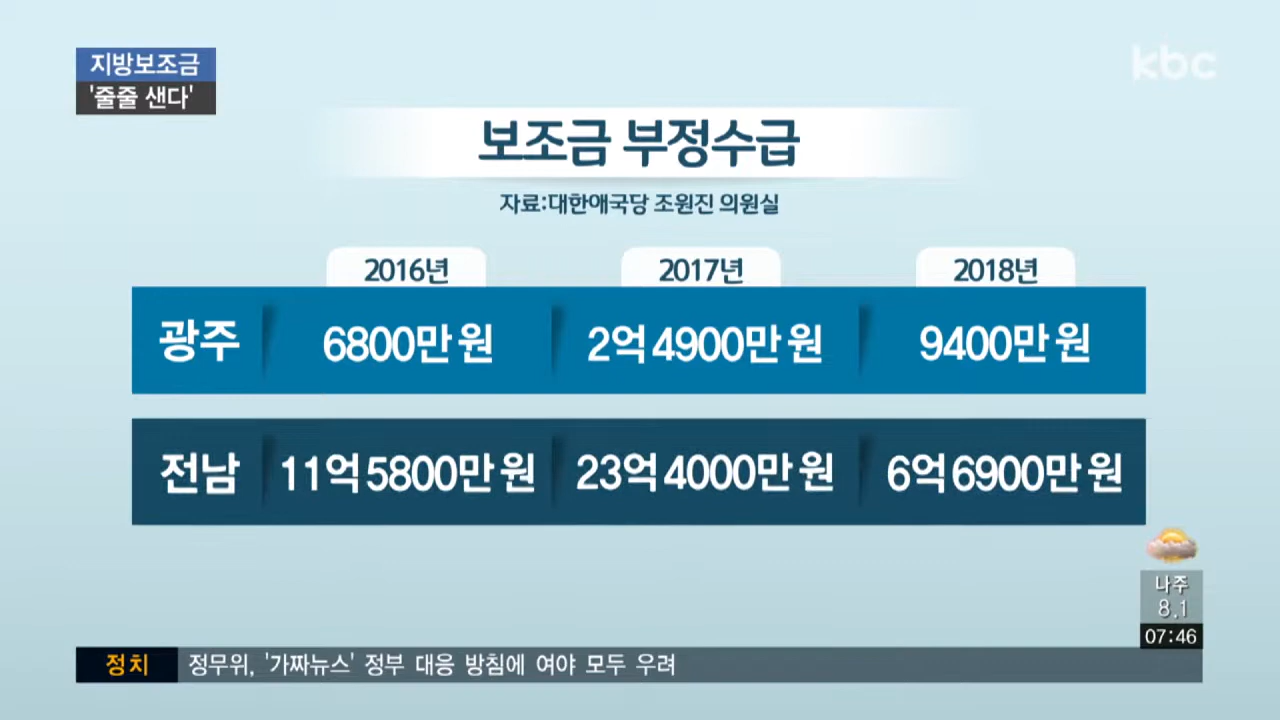 지방보조금
'줄줄 샌다'
kbc
보조금 부정수급
자료:대한애국당 조원진 의원실
2016년 2017년 2018년
광주 6800만 원 2억 4900만 원 9400만 원
전남 11억 5800만 원 23억 4000만 원 6억 6900만 원
나주
8.1
07:46
정치 정무위, '가짜뉴스' 정부 대응 방침에 여야 모두 우려